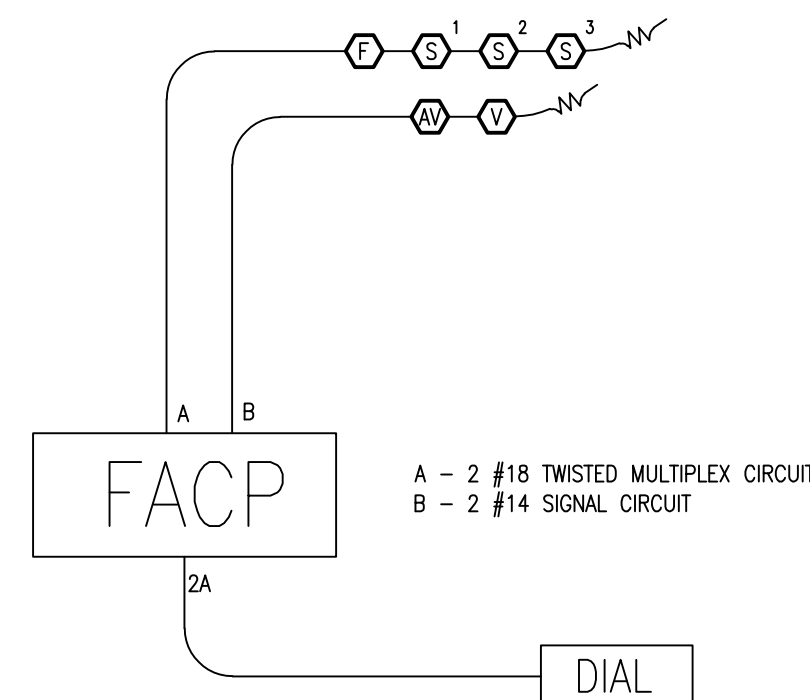 1 2 3
F S S S
AV V
A B
FACP
A - 2 #18 TWISTED MULTIPLEX CIRCUIT
B - 2 #14 SIGNAL CIRCUIT
2A
DIAL